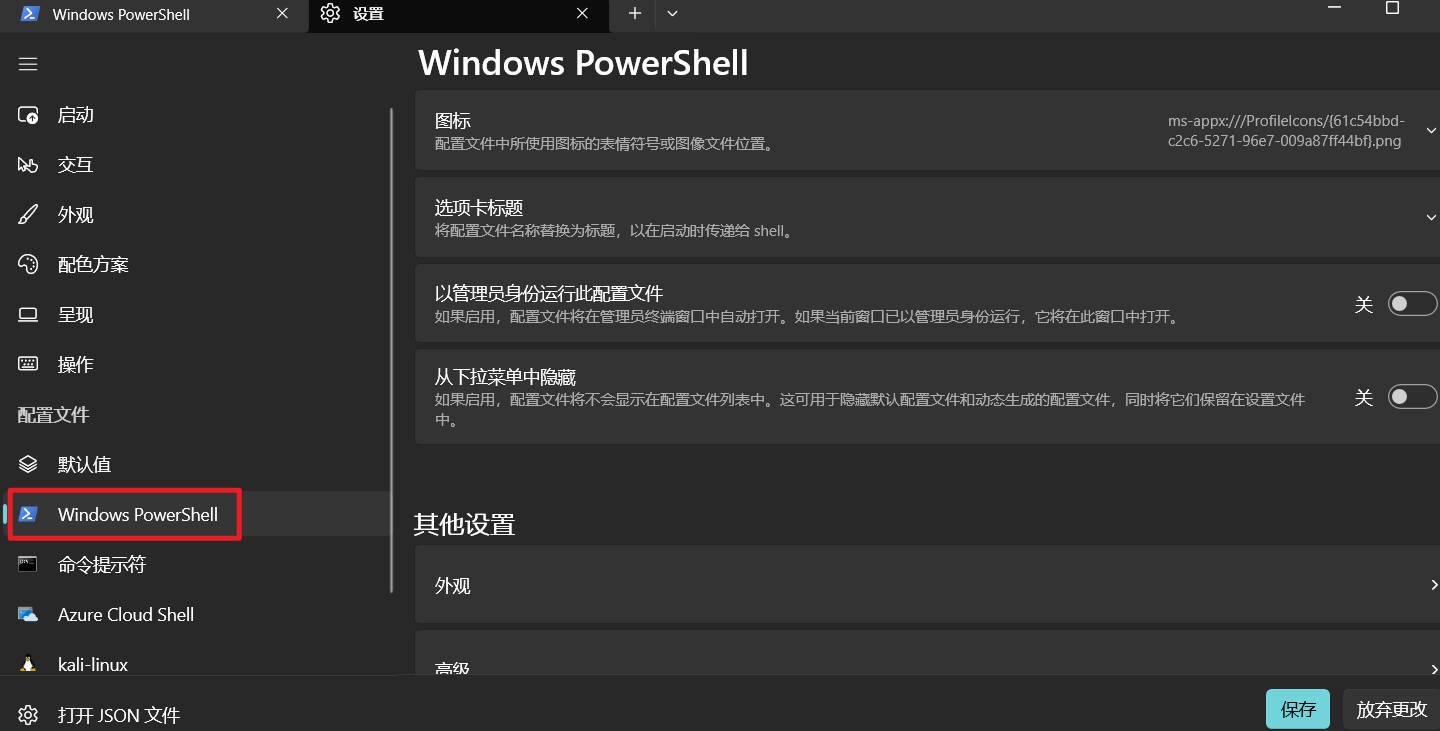 Windows PowerShell
设置
启动
交互
外观
配色方案
呈现
操作
配置文件
默认值
Windows PowerShell
命令提示符
Azure Cloud Shell
kali-linux
打开 JSON 文件
Windows PowerShell
图标
配置文件中所使用图标的表情符号或图像文件位置。
ms-appx:///ProfileIcons/{61c54bbd-
c2c6-5271-96e7-009a87ff44bf}.png
选项卡标题
将配置文件名称替换为标题，以在启动时传递给 shell。
以管理员身份运行此配置文件
如果启用，配置文件将在管理员终端窗口中自动打开。如果当前窗口已以管理员身份运行，它将在此窗口中打开。
关
从下拉菜单中隐藏
如果启用，配置文件将不会显示在配置文件列表中。这可用于隐藏默认配置文件和动态生成的配置文件，同时将它们保留在设置文件
中。
关
其他设置
外观
高级
保存
放弃更改